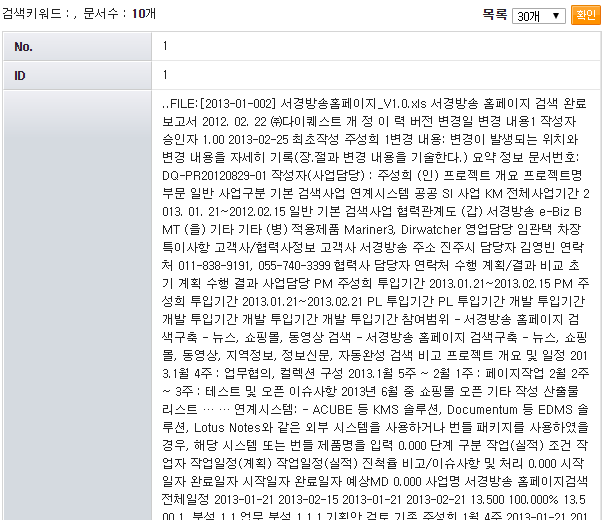 검색키워드 : , 문서수 : 10개
목록 30개 확인
No. 1
ID 1
..FILE:[2013-01-002] 서경방송홈페이지_V1.0.xls 서경방송 홈페이지 검색 완료
보고서 2012. 02. 22 ㈜다이퀘스트 개 정 이 력 버전 변경일 변경 내용1 작성자
승인자 1.00 2013-02-25 최초작성 주성희 1변경 내용: 변경이 발생되는 위치와
변경 내용을 자세히 기록(장.절과 변경 내용을 기술한다.) 요약 정보 문서번호:
DQ-PR20120829-01 작성자(사업담당) : 주성희 (인) 프로젝트 개요 프로젝트명
부문 일반 사업구분 기본 검색사업 연계시스템 공공 SI 사업 KM 전체사업기간 2
013. 01. 21~2012.02.15 일반 기본 검색사업 협력관계도 (갑) 서경방송 e-Biz B
MT (을) 기타 기타 (병) 적용제품 Mariner3, Dirwatcher 영업담당 임관택 차장
특이사항 고객사/협력사정보 고객사 서경방송 주소 진주시 담당자 김영빈 연락
처 011-838-9191, 055-740-3399 협력사 담당자 연락처 수행 계획/결과 비교 초
기 계획 수행 결과 사업담당 PM 주성희 투입기간 2013.01.21~2013.02.15 PM 주
성희 투입기간 2013.01.21~2013.02.21 PL 투입기간 PL 투입기간 개발 투입기간
개발 투입기간 개발 투입기간 개발 투입기간 참여범위 - 서경방송 홈페이지 검
색구축 - 뉴스, 쇼핑몰, 동영상 검색 - 서경방송 홈페이지 검색구축 - 뉴스, 쇼핑
몰, 동영상, 지역정보, 정보신문, 자동완성 검색 비고 프로젝트 개요 및 일정 201
3.1월 4주 : 업무협의, 컬렉션 구성 2013.1월 5주 ~ 2월 1주 : 페이지작업 2월 2주
~ 3주 : 테스트 및 오픈 이슈사항 2013년 6월 중 쇼핑몰 오픈 기타 작성 산출물
리스트 … … 연계시스템: - ACUBE 등 KMS 솔루션, Documentum 등 EDMS 솔
루션, Lotus Notes와 같은 외부 시스템을 사용하거나 번들 패키지를 사용하였을
경우, 해당 시스템 또는 번들 제품명을 입력 0.000 단계 구분 작업(실적) 조건 작
업자 작업일정(계획) 작업일정(실적) 진척율 비고/이슈사항 및 처리 0.000 시작
일자 완료일자 시작일자 완료일자 예상MD 0.000 사업명 서경방송 홈페이지검색
전체일정 2013-01-21 2013-02-15 2013-01-21 2013-02-21 13.500 100.000% 13.5
00 1. 분석 1.1 업무 분석 1.1.1 기획안 검토 기존 주성희 1월 4주 2013-01-21 201